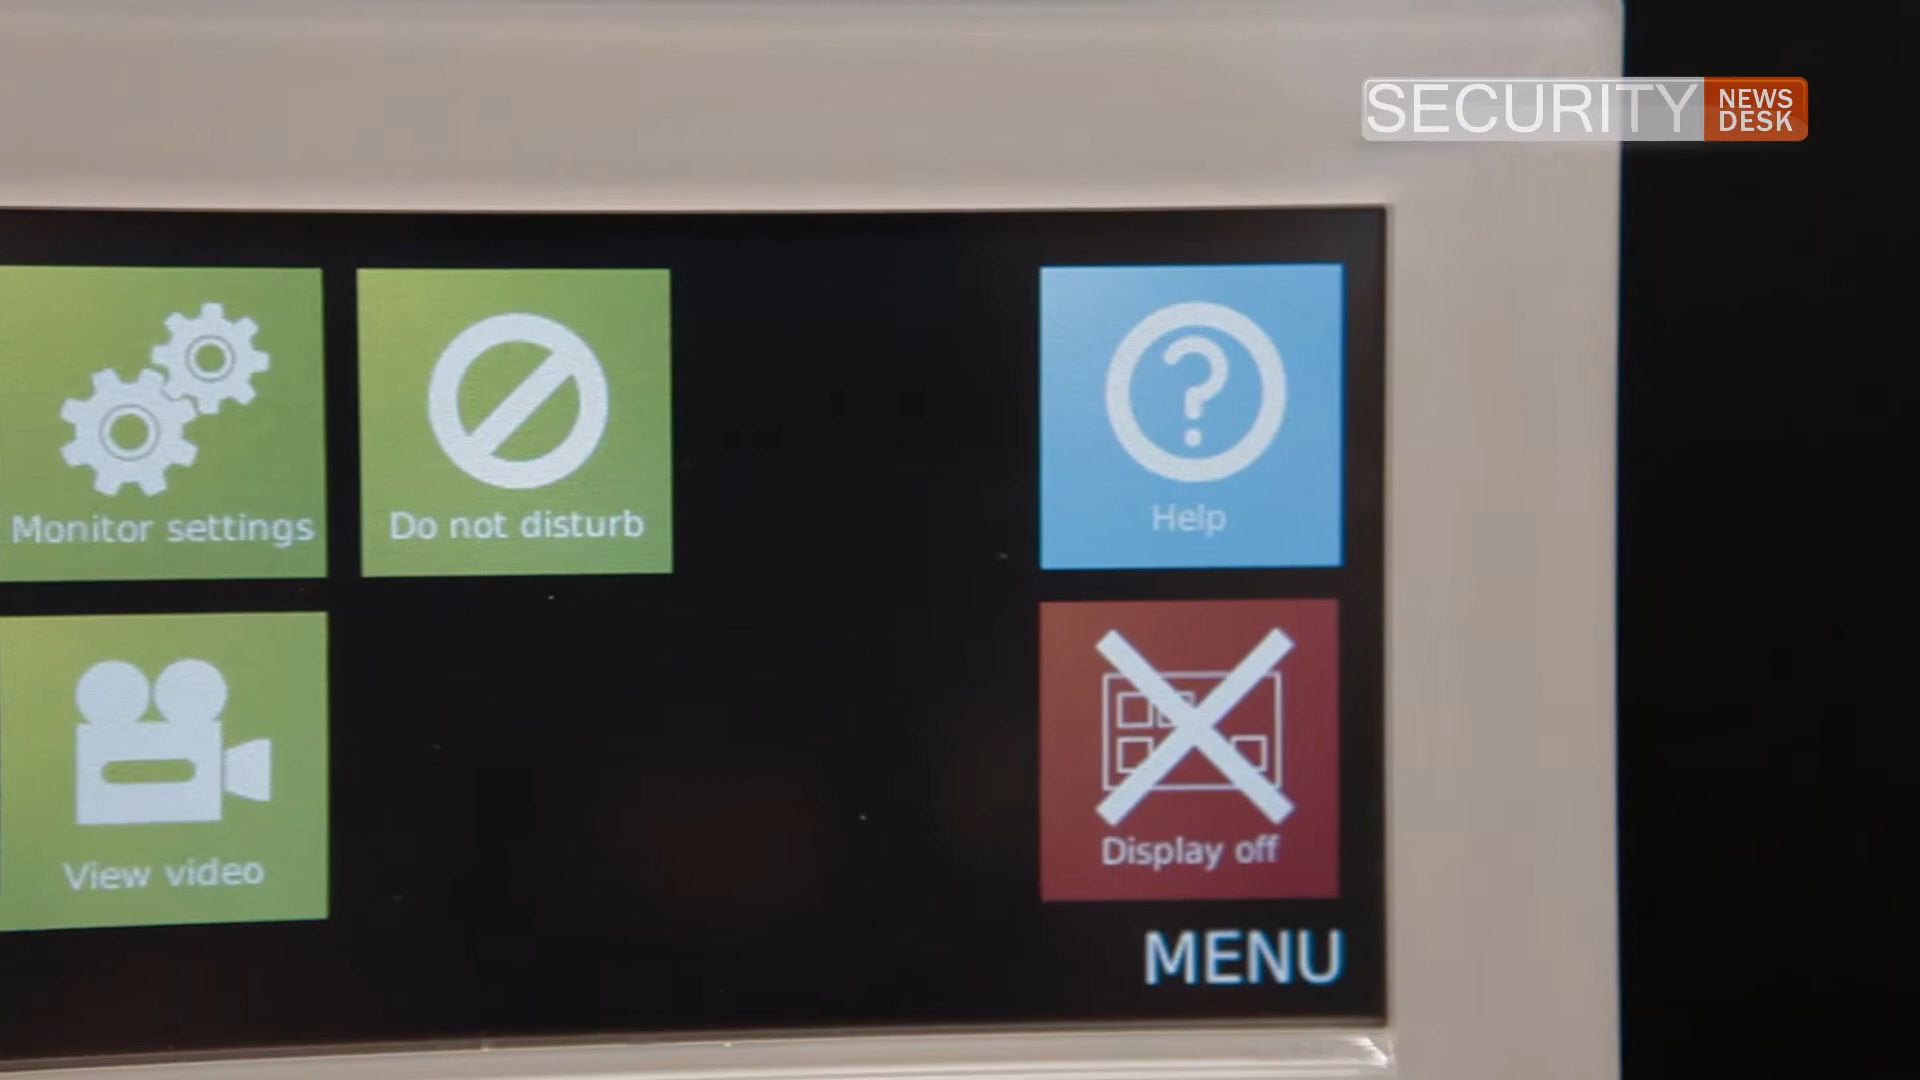 SECURITY
NEWS
DESK
Monitor settings
Do not disturb
Help
View video
Display off
MENU